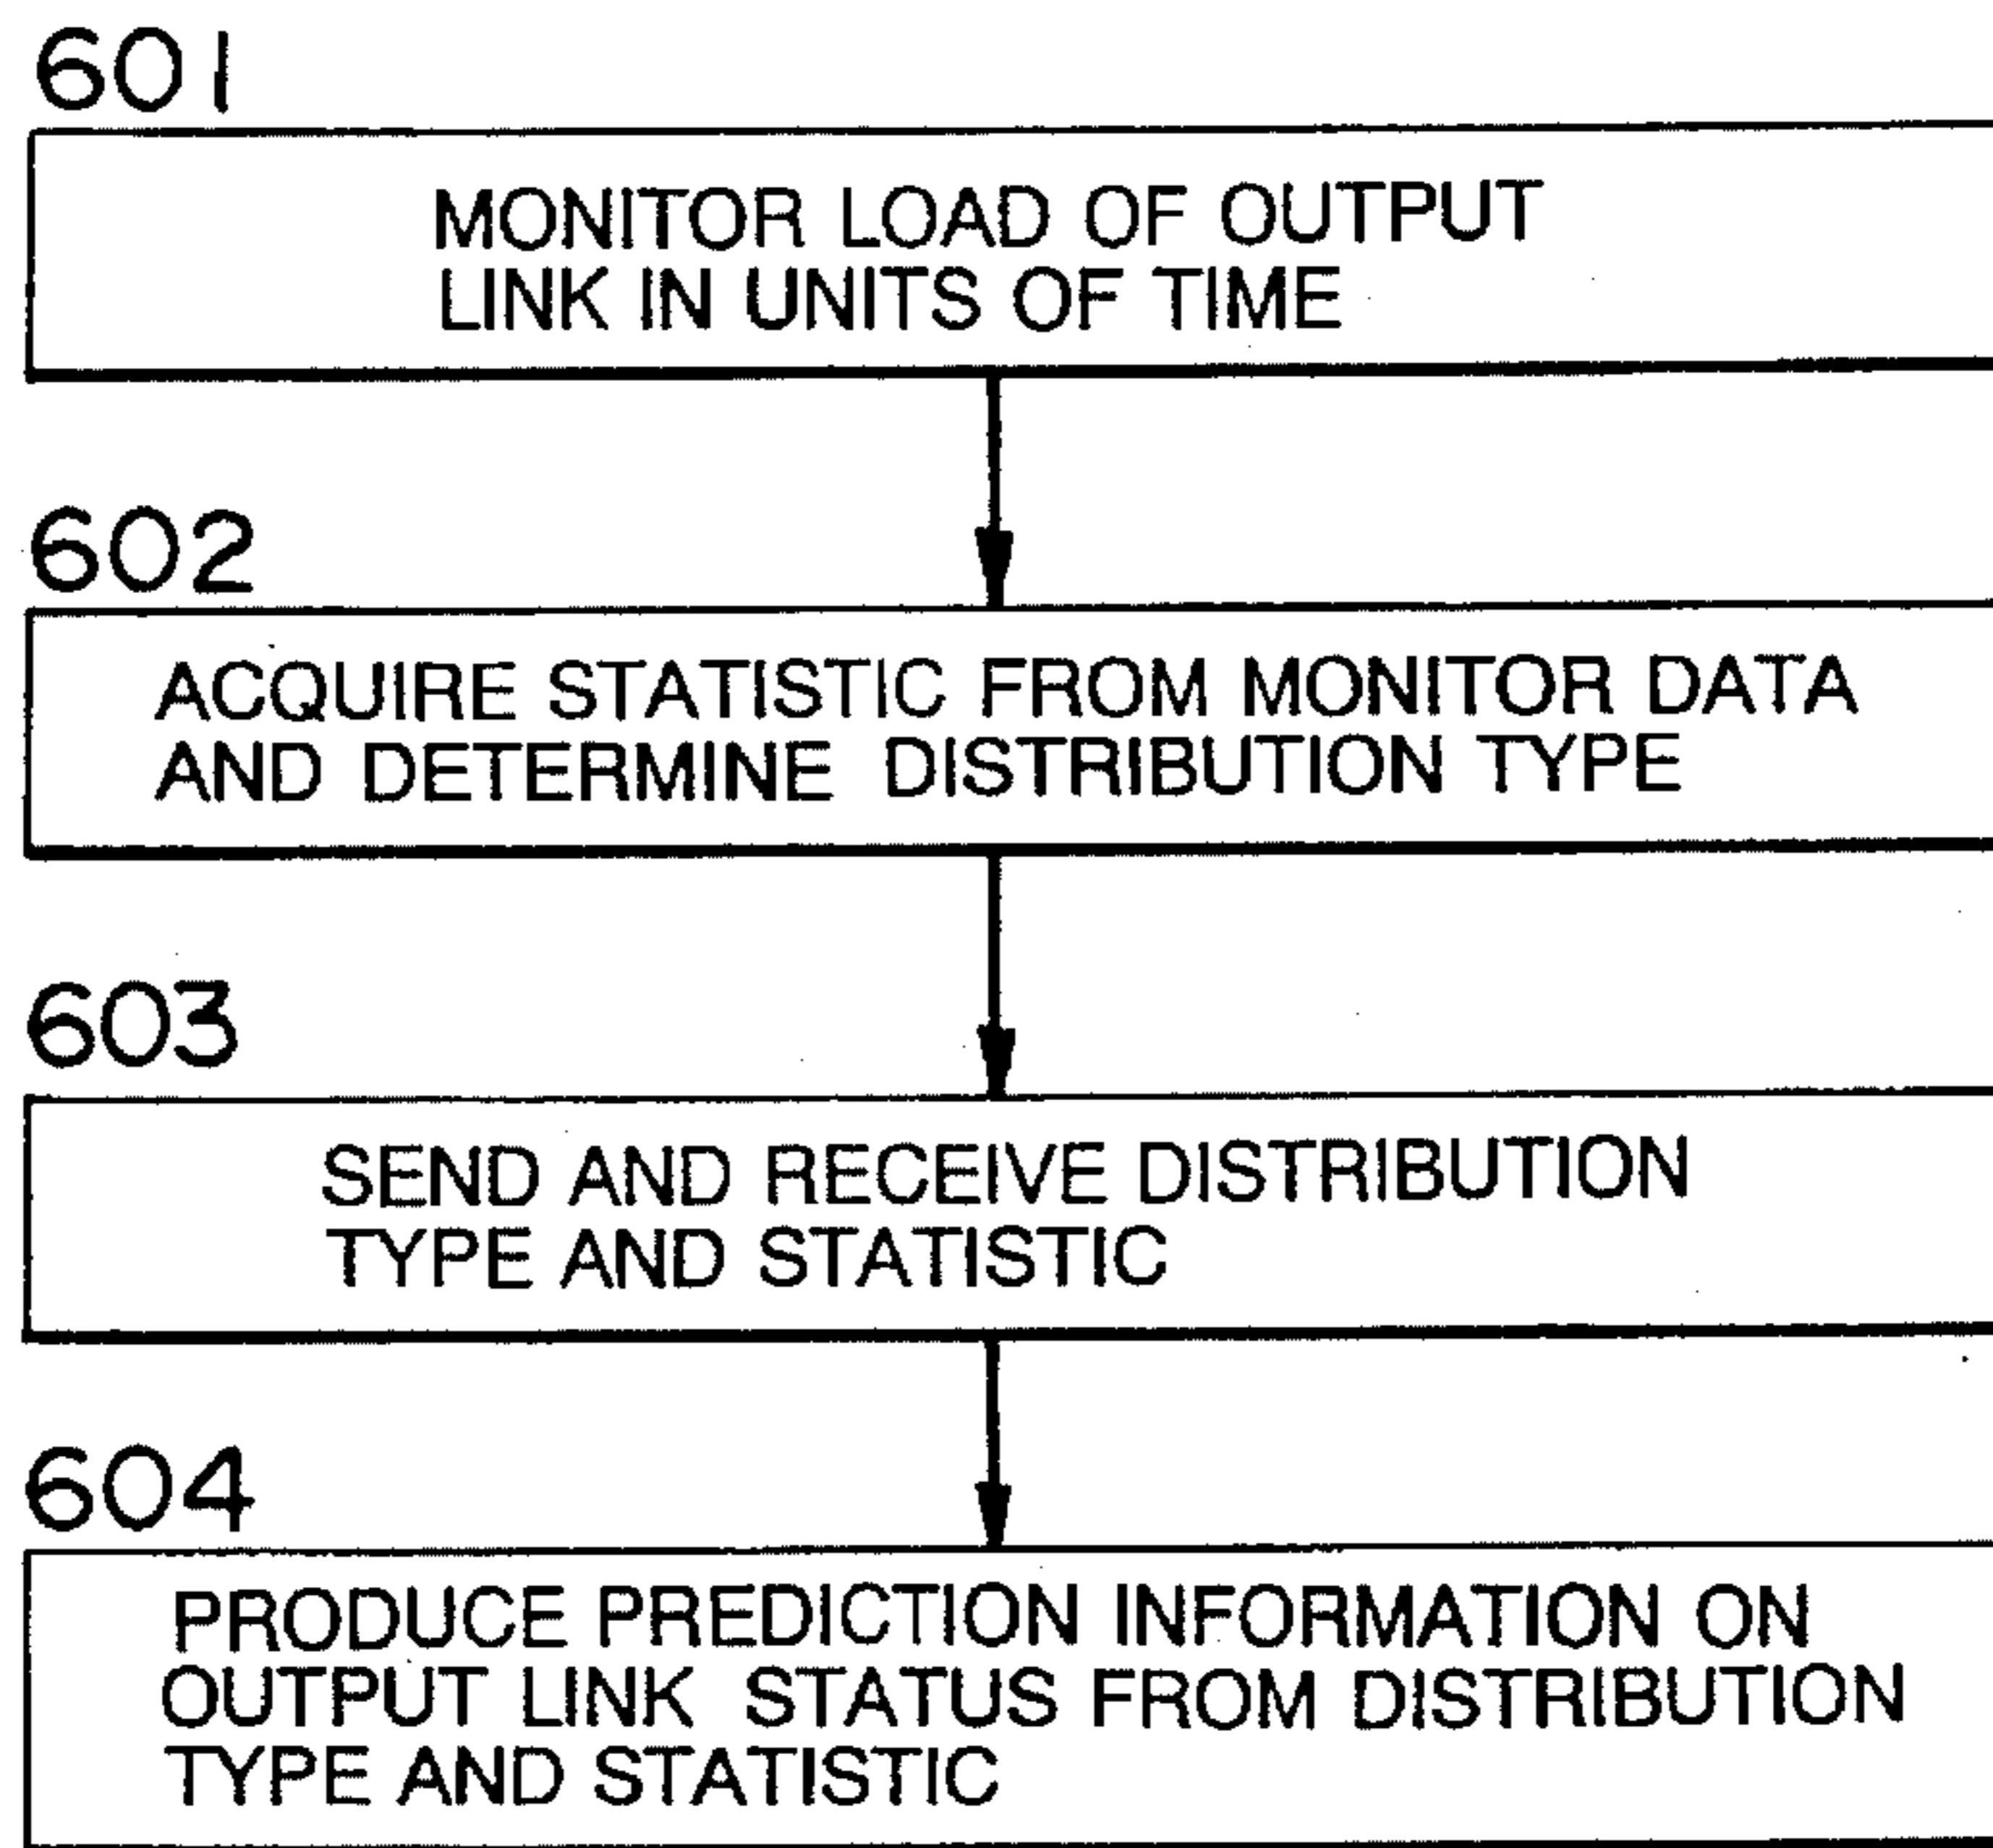 601
MONITOR LOAD OF OUTPUT
LINK IN UNITS OF TIME
602
ACQUIRE STATISTIC FROM MONITOR DATA
AND DETERMINE DISTRIBUTION TYPE
603
SEND AND RECEIVE DISTRIBUTION
TYPE AND STATISTIC
604
PRODUCE PREDICTION INFORMATION ON
OUTPUT LINK STATUS FROM DISTRIBUTION
TYPE AND STATISTIC